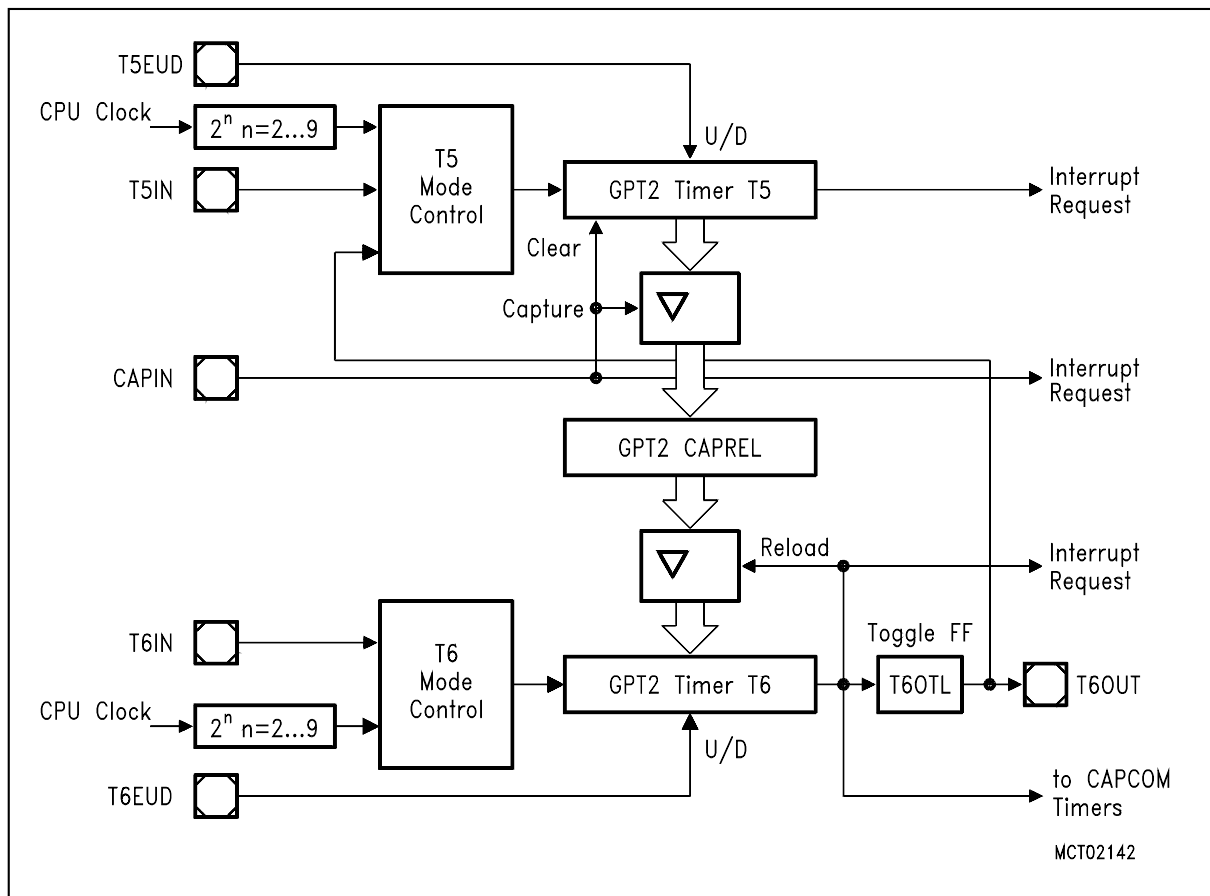 T5EUD
CPU Clock
2ⁿ n=2...9
U/D
T5
Mode
Control
T5IN
GPT2 Timer T5
Interrupt
Request
Clear
Capture
CAPIN
Interrupt
Request
GPT2 CAPREL
Reload
Interrupt
Request
T6IN
T6
Mode
Control
Toggle FF
GPT2 Timer T6
T6OTL
T6OUT
CPU Clock
2ⁿ n=2...9
U/D
T6EUD
to CAPCOM
Timers
MCT02142